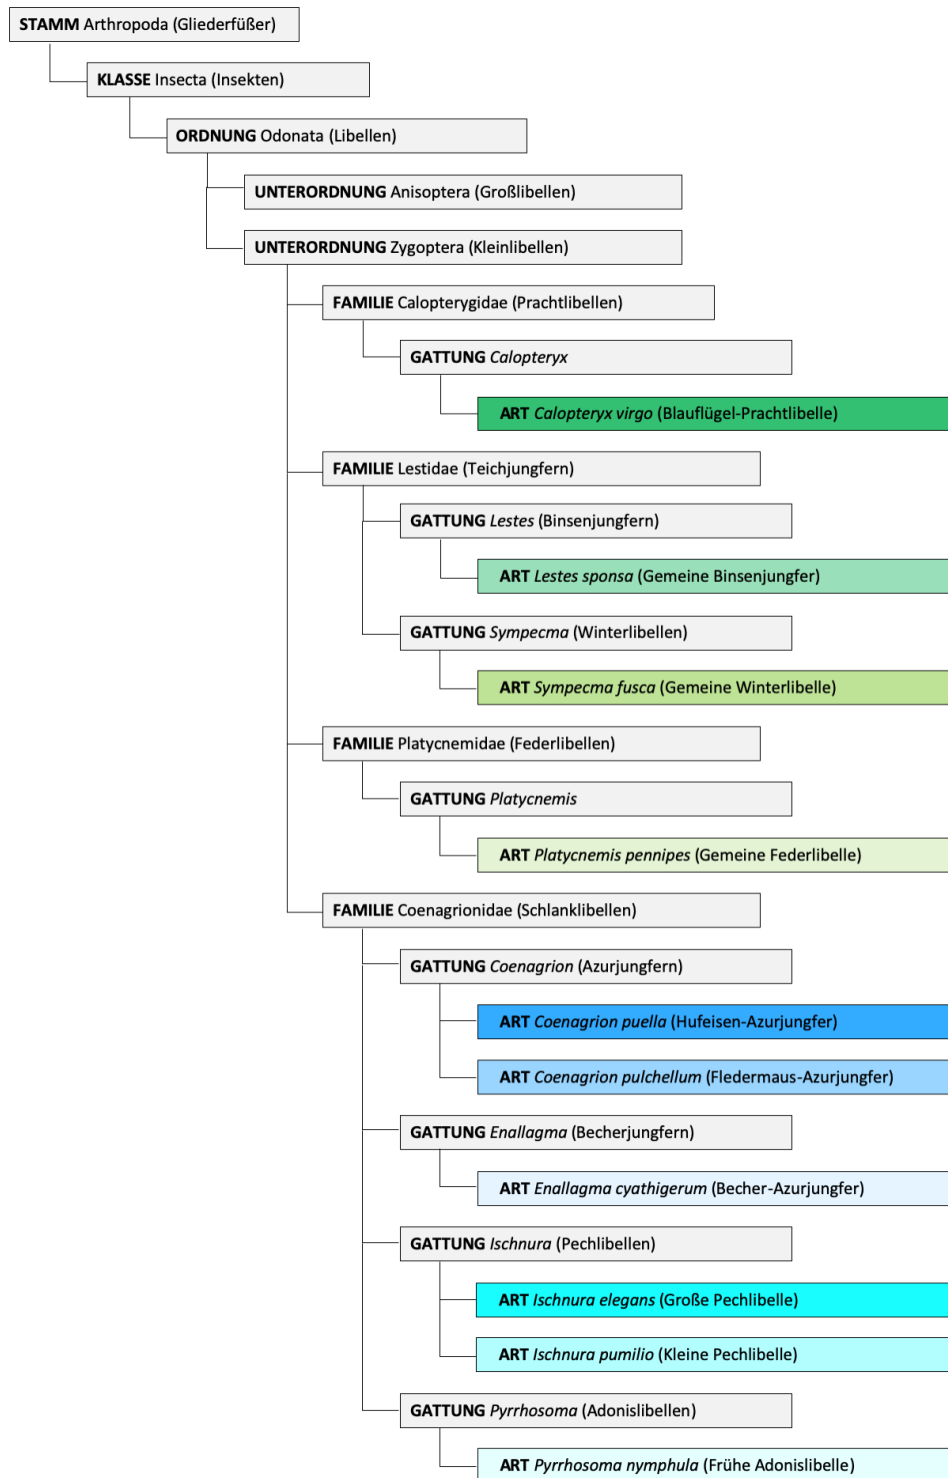 STAMM Arthropoda (Gliederfüßer)
KLASSE Insecta (Insekten)
ORDNUNG Odonata (Libellen)
UNTERORDNUNG Anisoptera (Großlibellen)
UNTERORDNUNG Zygoptera (Kleinlibellen)
FAMILIE Calopterygidae (Prachtlibellen)
GATTUNG Calopteryx
ART Calopteryx virgo (Blauflügel-Prachtlibelle)
FAMILIE Lestidae (Teichjungfern)
GATTUNG Lestes (Binsenjungfern)
ART Lestes sponsa (Gemeine Binsenjungfer)
GATTUNG Sympecma (Winterlibellen)
ART Sympecma fusca (Gemeine Winterlibelle)
FAMILIE Platycnemidae (Federlibellen)
GATTUNG Platycnemis
ART Platycnemis pennipes (Gemeine Federlibelle)
FAMILIE Coenagrionidae (Schlanklibellen)
GATTUNG Coenagrion (Azurjungfern)
ART Coenagrion puella (Hufeisen-Azurjungfer)
ART Coenagrion pulchellum (Fledermaus-Azurjungfer)
GATTUNG Enallagma (Becherjungfern)
ART Enallagma cyathigerum (Becher-Azurjungfer)
GATTUNG Ischnura (Pechlibellen)
ART Ischnura elegans (Große Pechlibelle)
ART Ischnura pumilio (Kleine Pechlibelle)
GATTUNG Pyrrhosoma (Adonislibellen)
ART Pyrrhosoma nymphula (Frühe Adonislibelle)